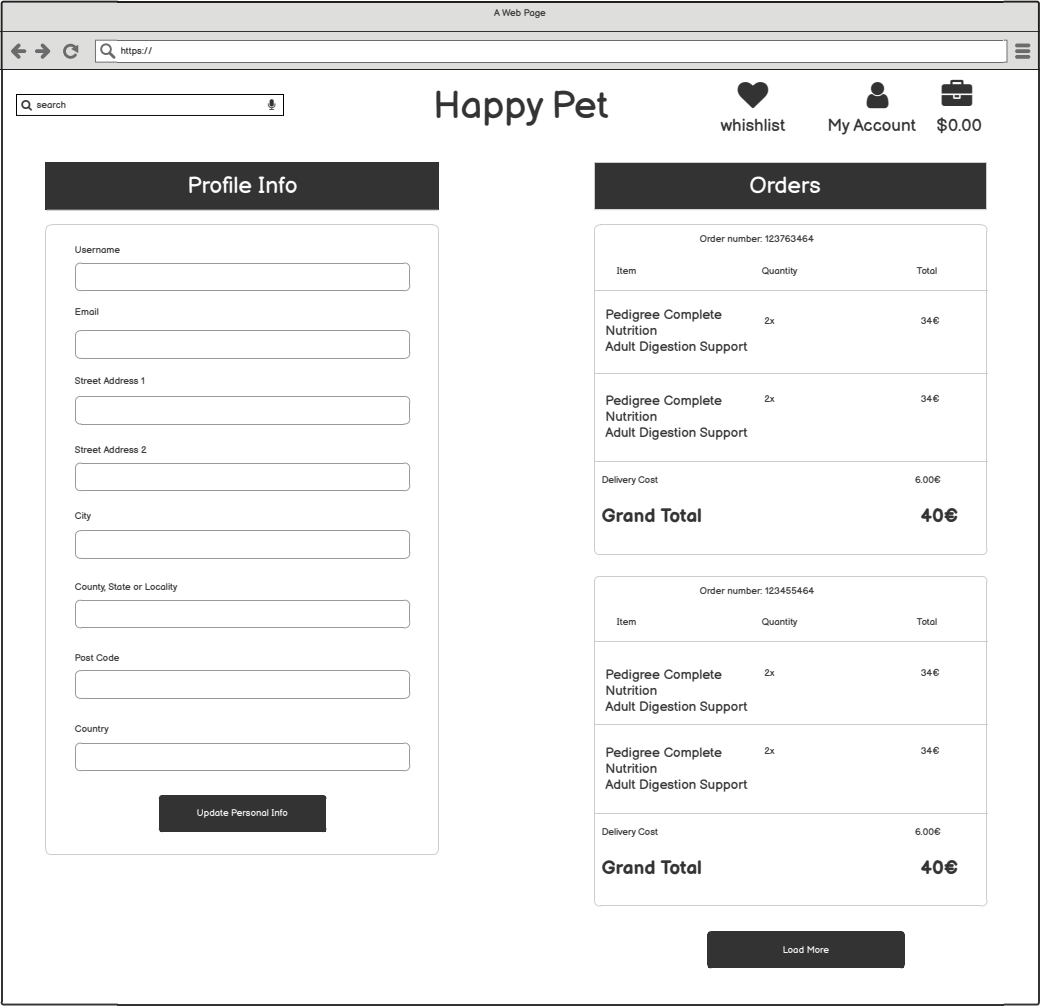 A Web Page
https://
search
Happy Pet
whishlist
My Account
$0.00
Profile Info
Username
Email
Street Address 1
Street Address 2
City
County, State or Locality
Post Code
Country
Update Personal Info
Orders
Order number: 123763464
Item Quantity Total
Pedigree Complete
Nutrition
Adult Digestion Support
2x
34€
Pedigree Complete
Nutrition
Adult Digestion Support
2x
34€
Delivery Cost 6.00€
Grand Total 40€
Order number: 123455464
Item Quantity Total
Pedigree Complete
Nutrition
Adult Digestion Support
2x
34€
Pedigree Complete
Nutrition
Adult Digestion Support
2x
34€
Delivery Cost 6.00€
Grand Total 40€
Load More